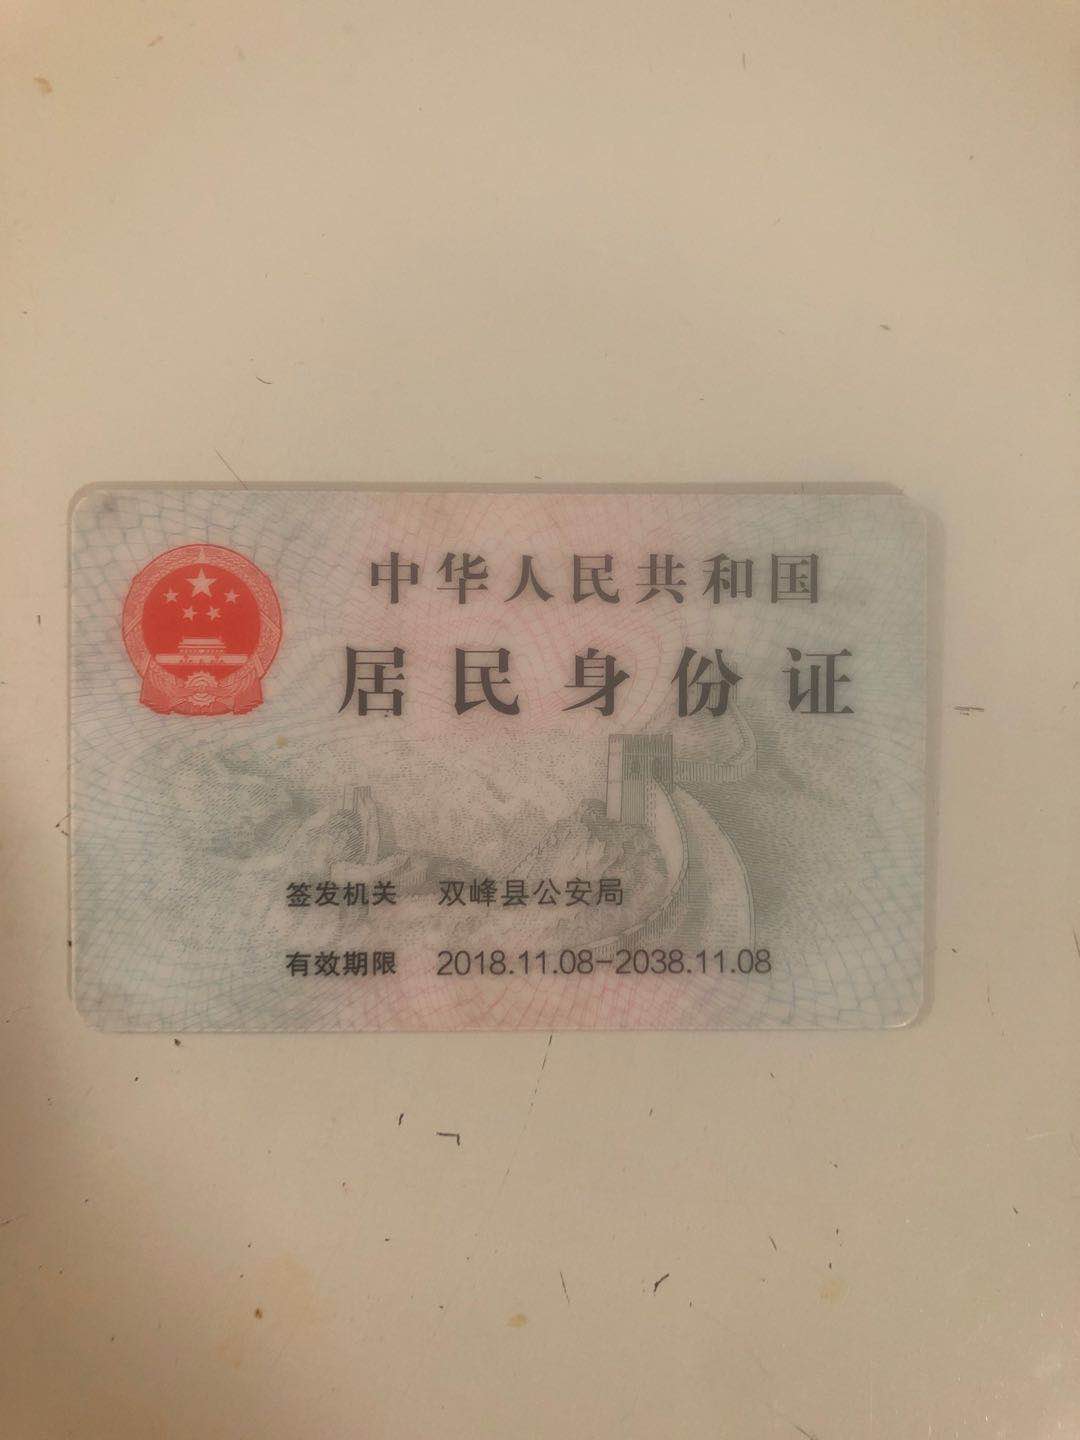 中华人民共和国
居民身份证
签发机关 双峰县公安局
有效期限 2018.11.08-2038.11.08